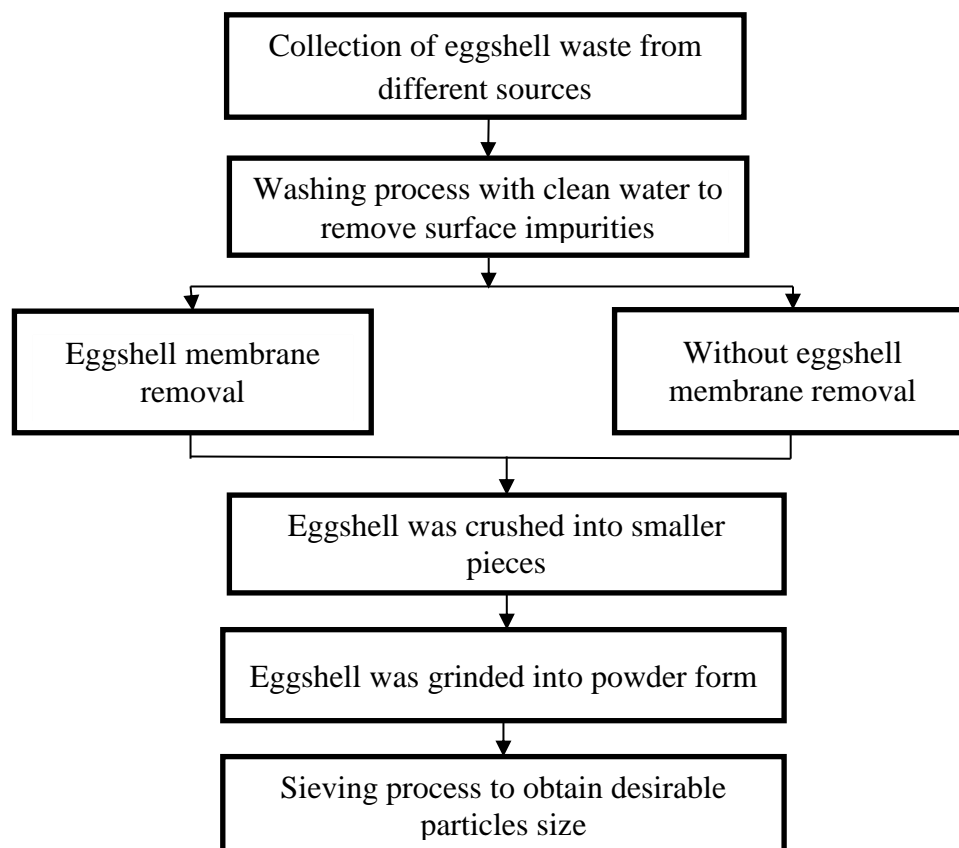 Collection of eggshell waste from
different sources
Washing process with clean water to
remove surface impurities
Eggshell membrane
removal
Without eggshell
membrane removal
Eggshell was crushed into smaller
pieces
Eggshell was grinded into powder form
Sieving process to obtain desirable
particles size